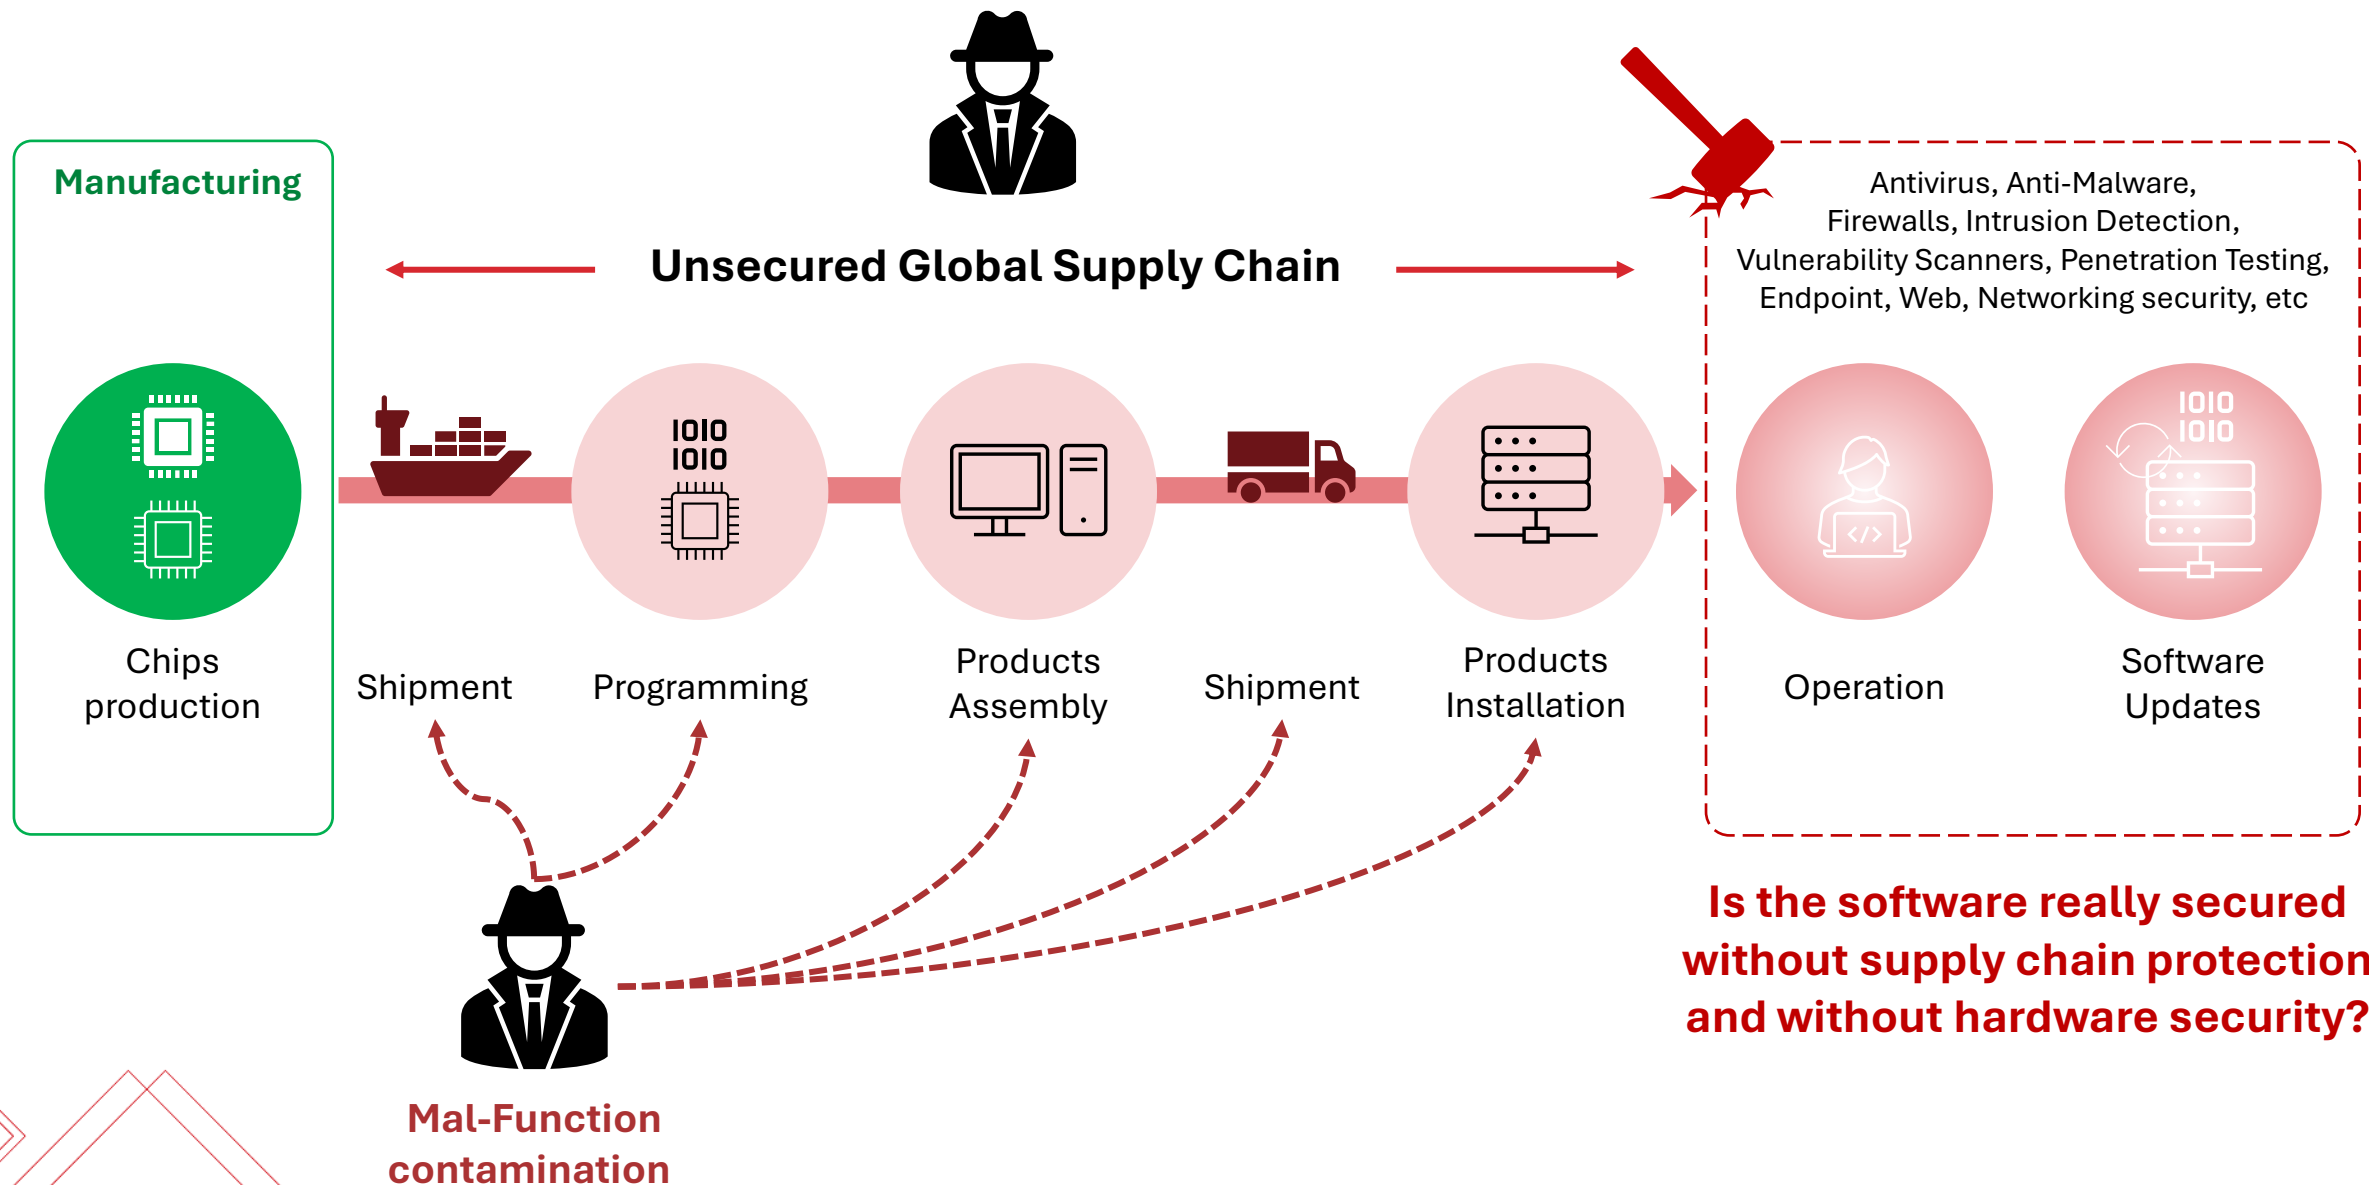 Manufacturing
Unsecured Global Supply Chain
Antivirus, Anti-Malware,
Firewalls, Intrusion Detection,
Vulnerability Scanners, Penetration Testing,
Endpoint, Web, Networking security, etc
1010
1010
1010
1010
</>
Chips
production
Shipment
Programming
Products
Assembly
Shipment
Products
Installation
Operation
Software
Updates
Is the software really secured
without supply chain protection
and without hardware security?
Mal-Function
contamination